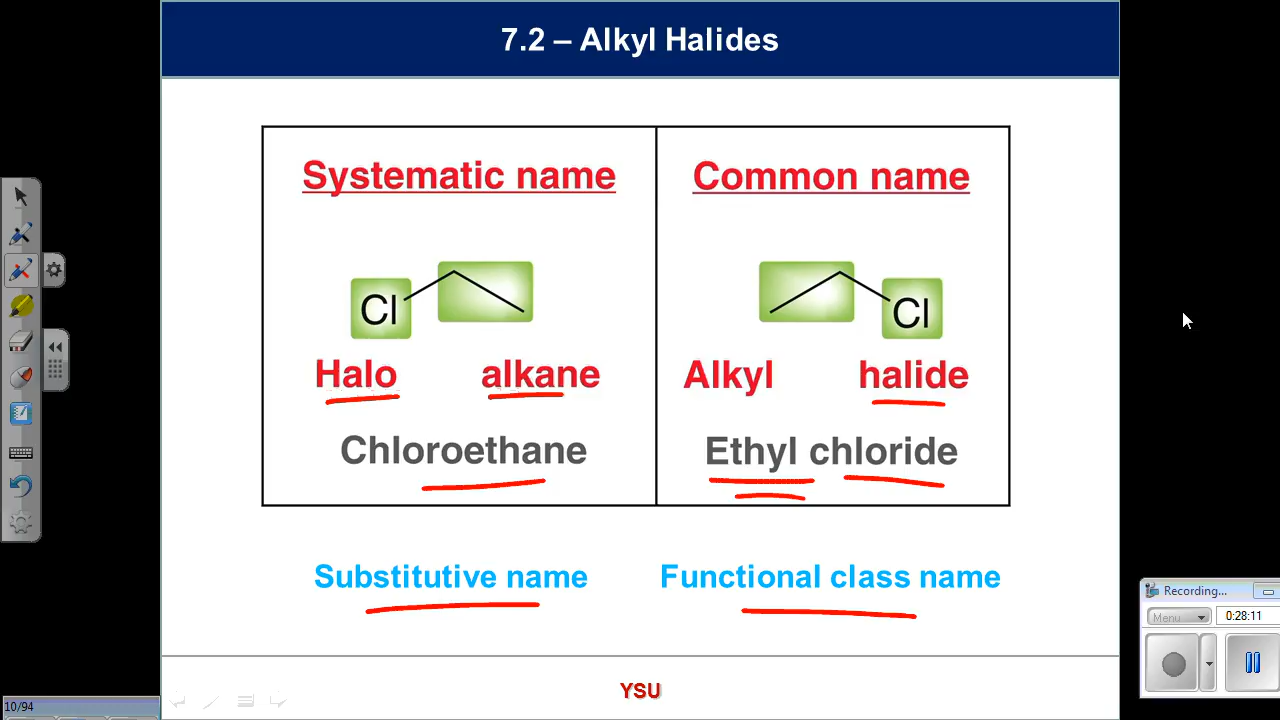 7.2 – Alkyl Halides
Systematic name
Common name
Cl
Cl
Halo alkane
Alkyl halide
Chloroethane
Ethyl chloride
Substitutive name
Functional class name
YSU
10/94
Recording...
Menu
0:28:11